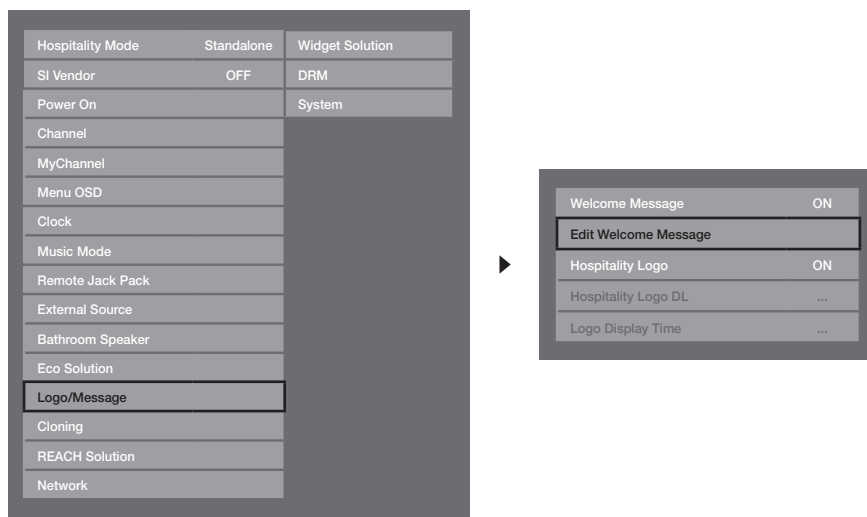 Hospitality Mode Standalone Widget Solution
SI Vendor OFF DRM
Power On System
Channel
MyChannel
Menu OSD
Clock
Music Mode
Remote Jack Pack
External Source
Bathroom Speaker
Eco Solution
Logo/Message
Cloning
REACH Solution
Network
Welcome Message ON
Edit Welcome Message
Hospitality Logo ON
Hospitality Logo DL ...
Logo Display Time ...